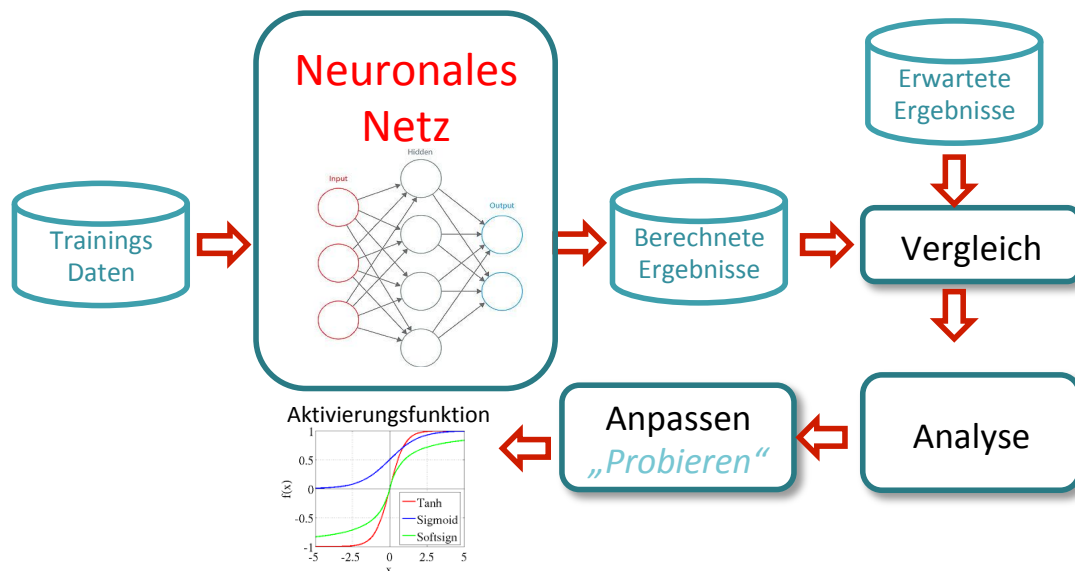 Neuronales
Netz
Hidden
Input
Output
Trainings
Daten
Berechnete
Ergebnisse
Erwartete
Ergebnisse
Vergleich
Analyse
Anpassen
„Probieren“
Aktivierungsfunktion
1
0.5
0
-0.5
-1
f(x)
Tanh
Sigmoid
Softsign
-5 -2.5 0 2.5 5
x